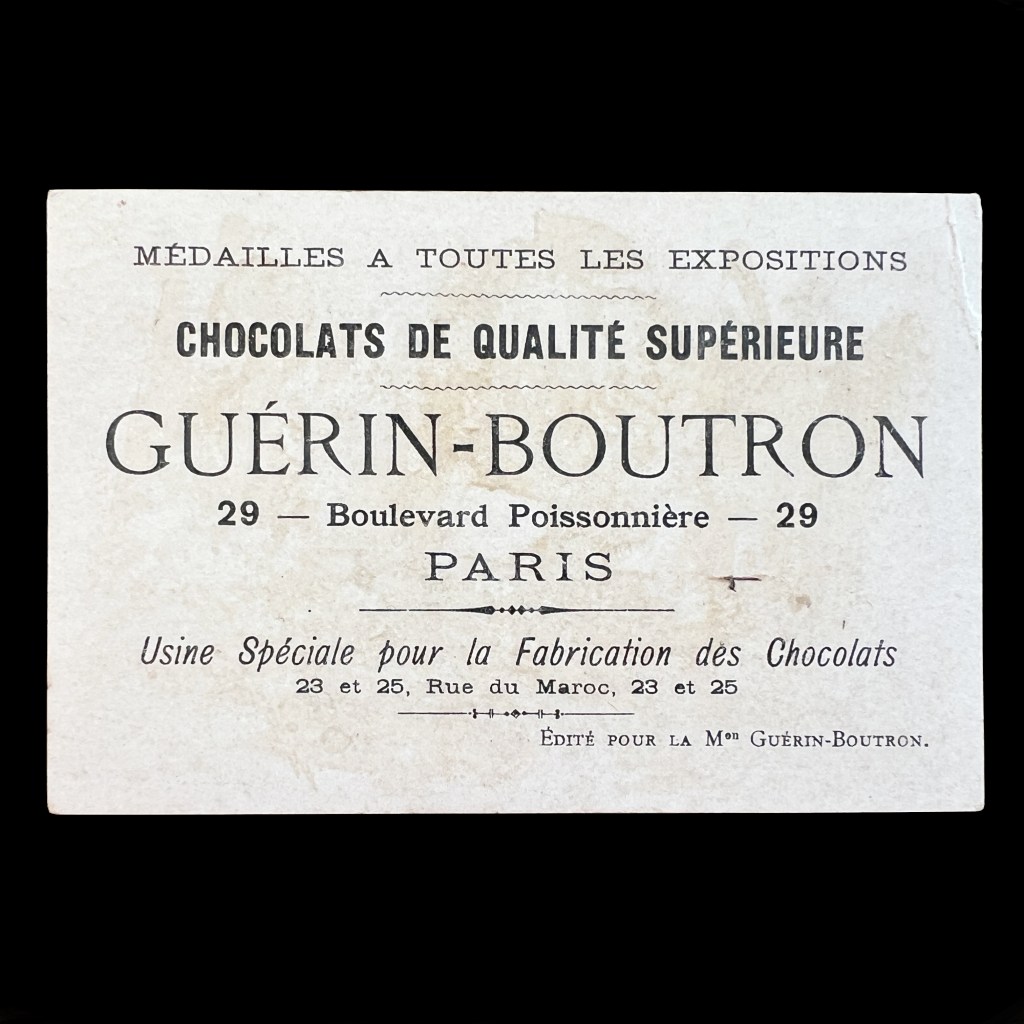 MÉDAILLES A TOUTES LES EXPOSITIONS
CHOCOLATS DE QUALITÉ SUPÉRIEURE
GUÉRIN-BOUTRON
29 — Boulevard Poissonnière — 29
PARIS
Usine Spéciale pour la Fabrication des Chocolats
23 et 25, Rue du Maroc, 23 et 25
ÉDITÉ POUR LA Mᵒⁿ GUÉRIN-BOUTRON.